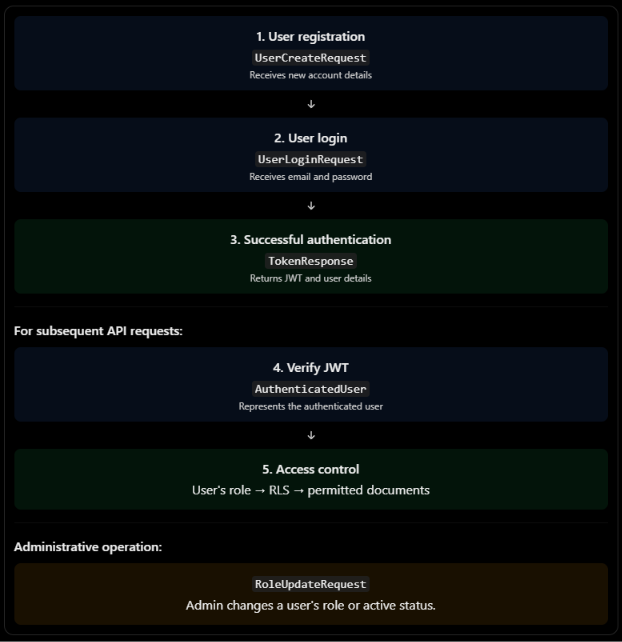 1. User registration
UserCreateRequest
Receives new account details
↓
2. User login
UserLoginRequest
Receives email and password
↓
3. Successful authentication
TokenResponse
Returns JWT and user details
For subsequent API requests:
4. Verify JWT
AuthenticatedUser
Represents the authenticated user
↓
5. Access control
User's role → RLS → permitted documents
Administrative operation:
RoleUpdateRequest
Admin changes a user's role or active status.